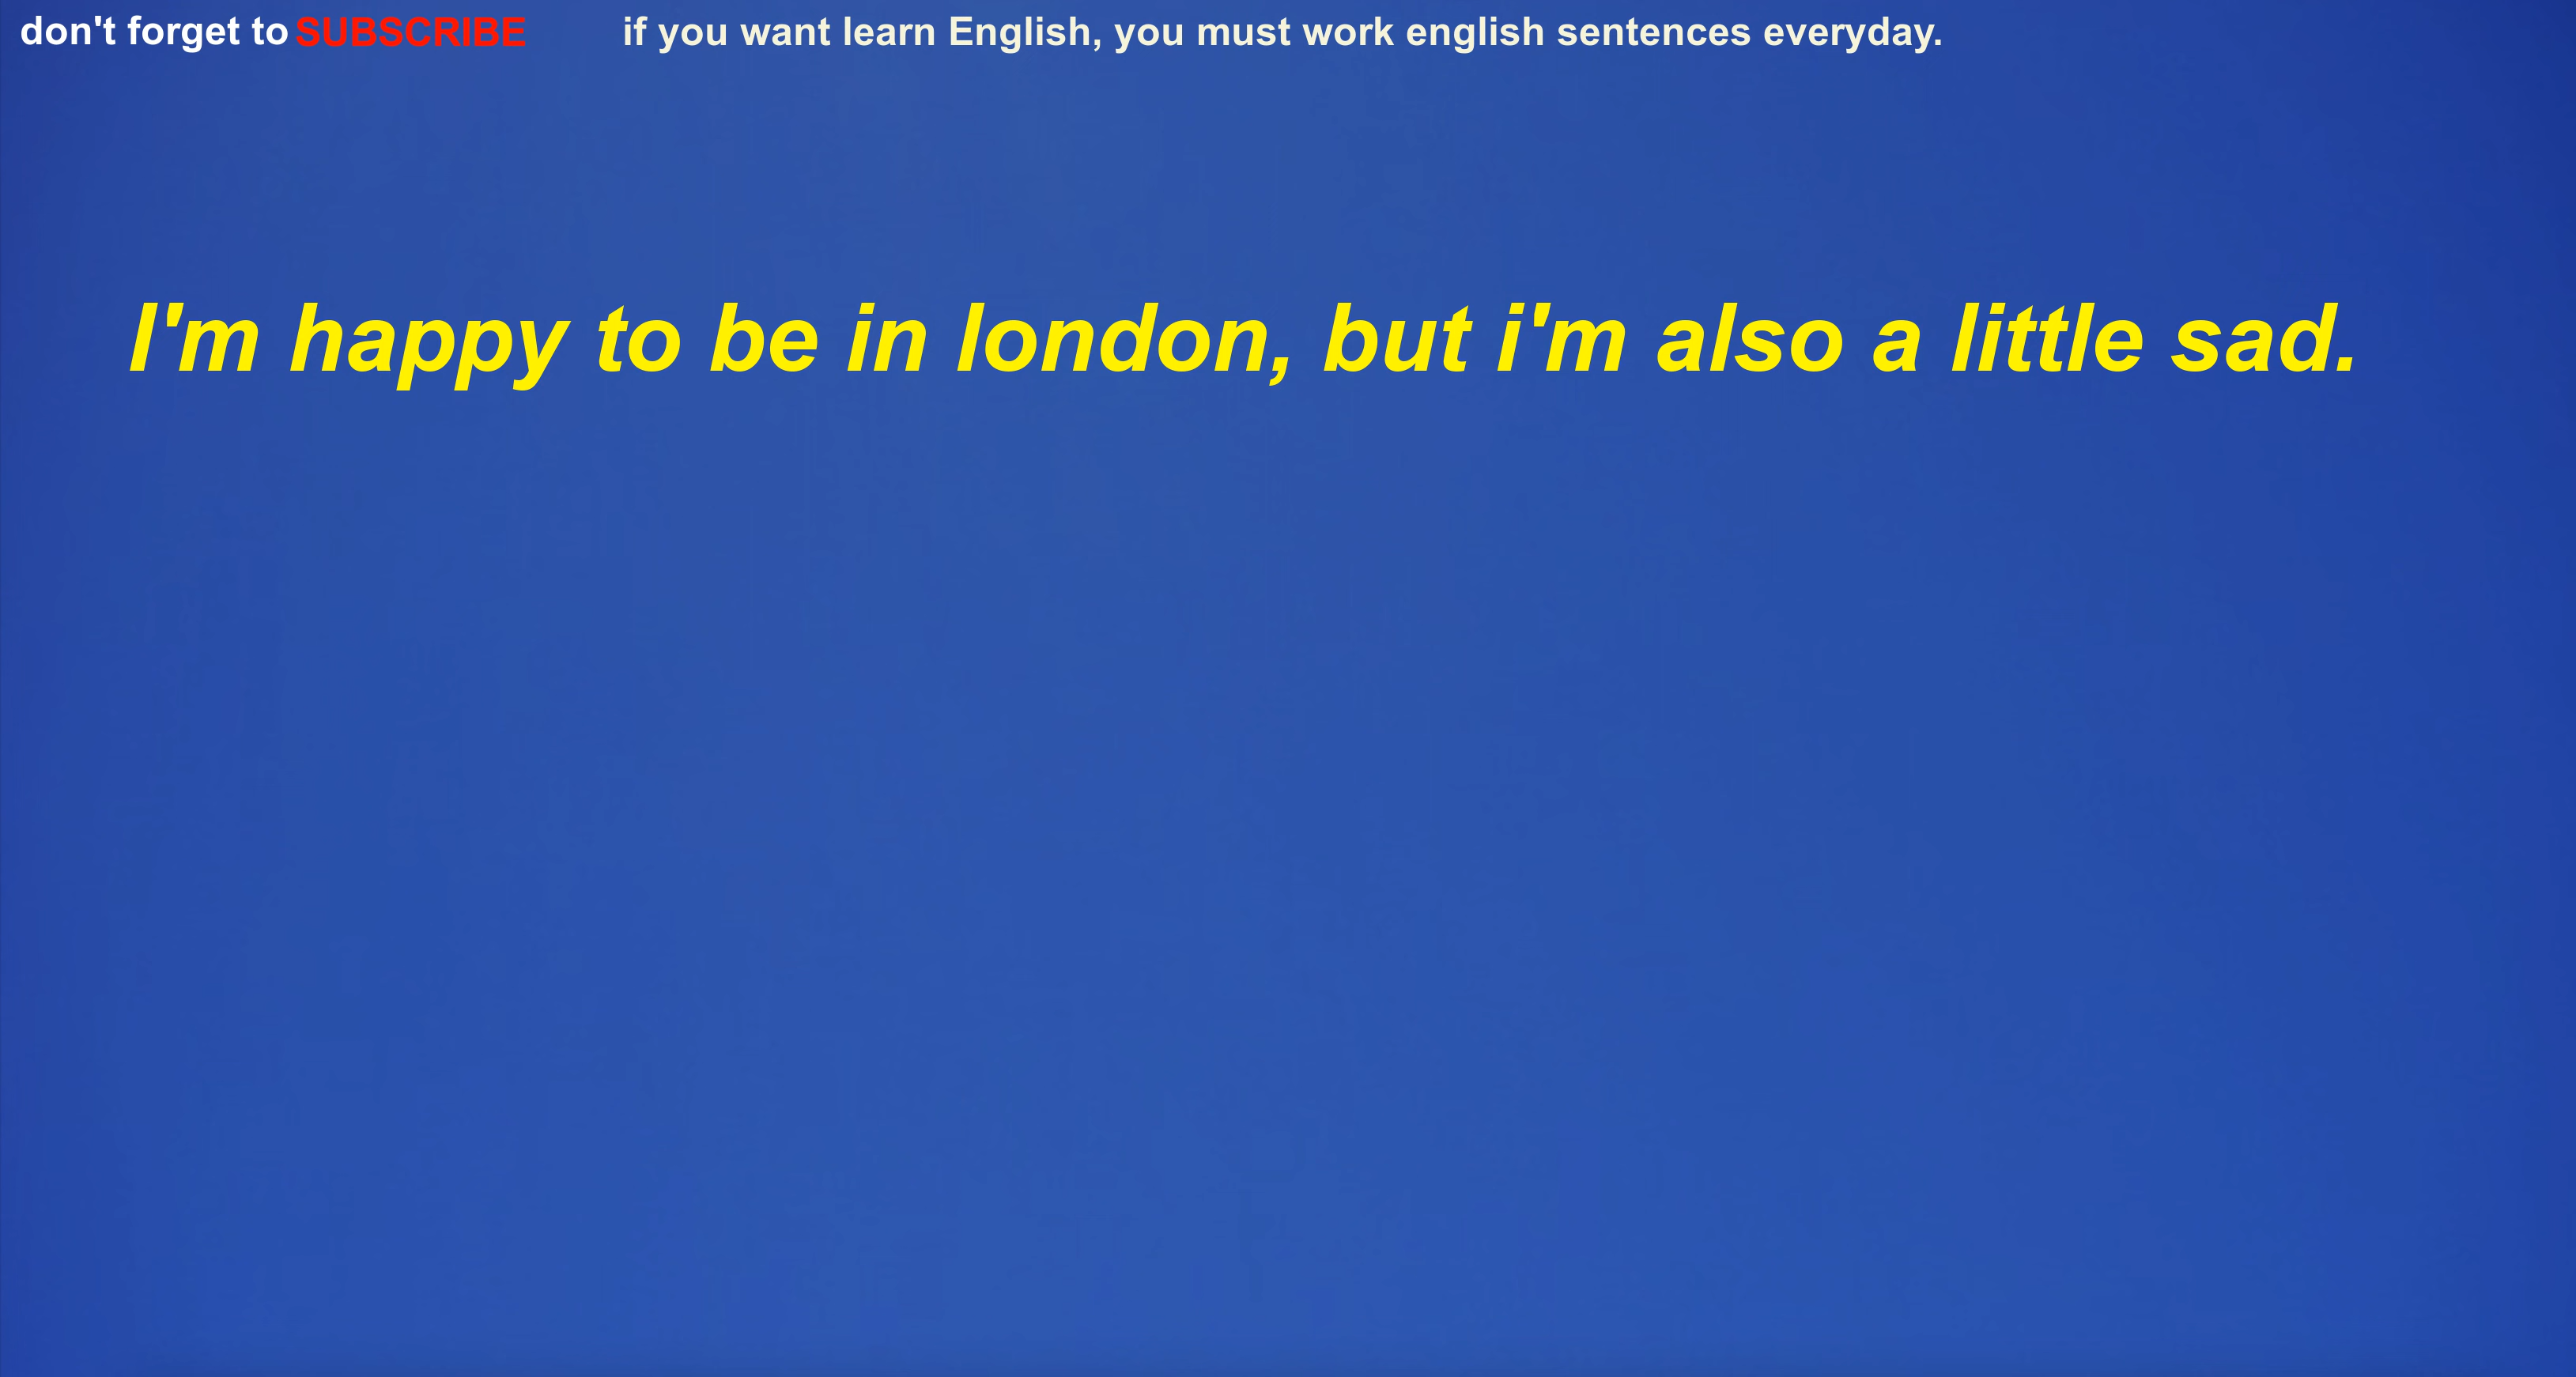 don't forget to SUBSCRIBE if you want learn English, you must work english sentences everyday.
I'm happy to be in london, but i'm also a little sad.